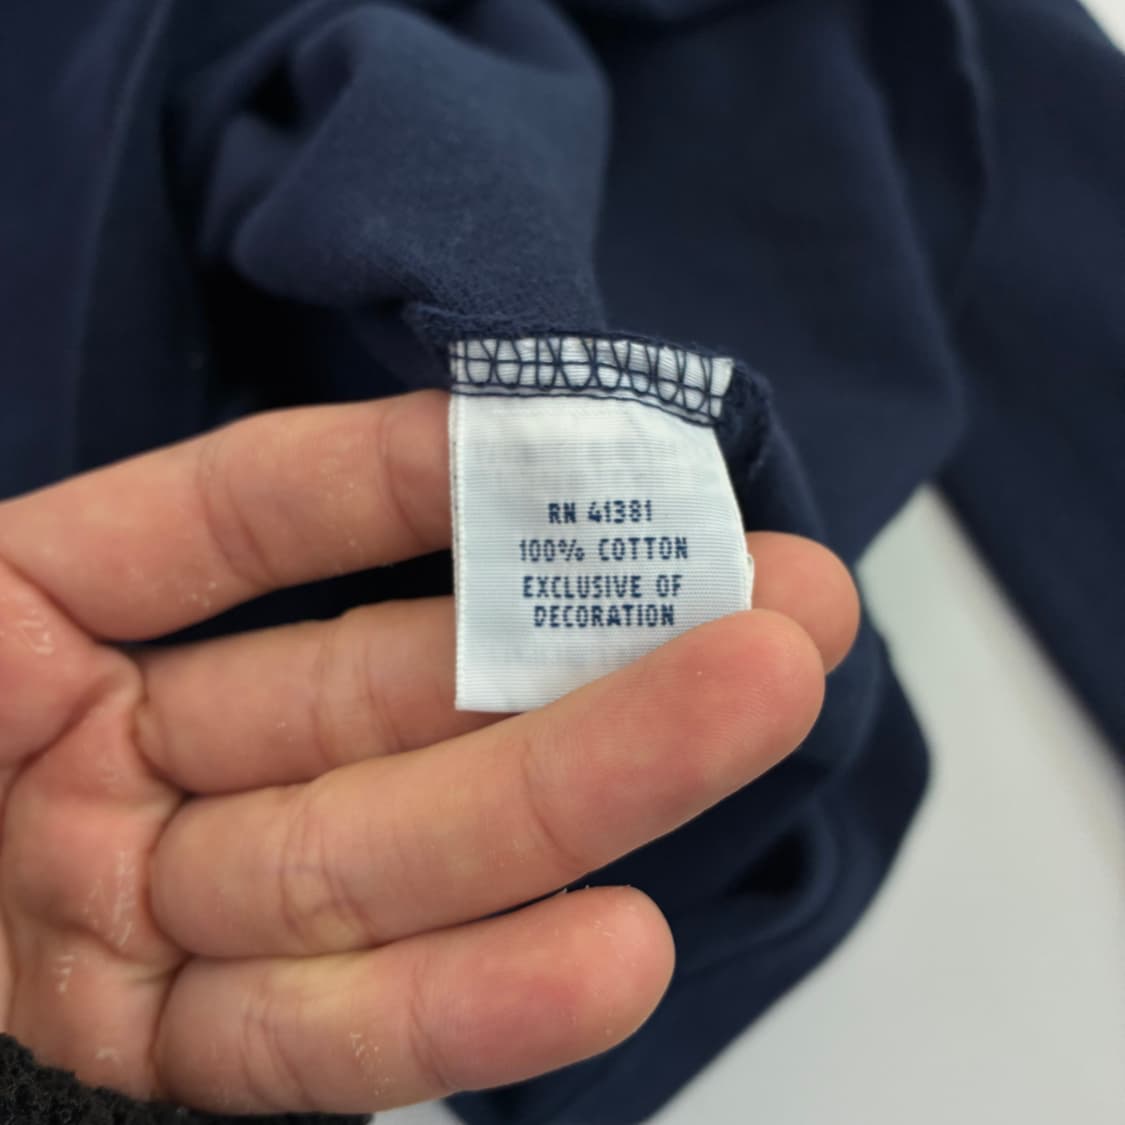 RN 41381
100% COTTON
EXCLUSIVE OF
DECORATION